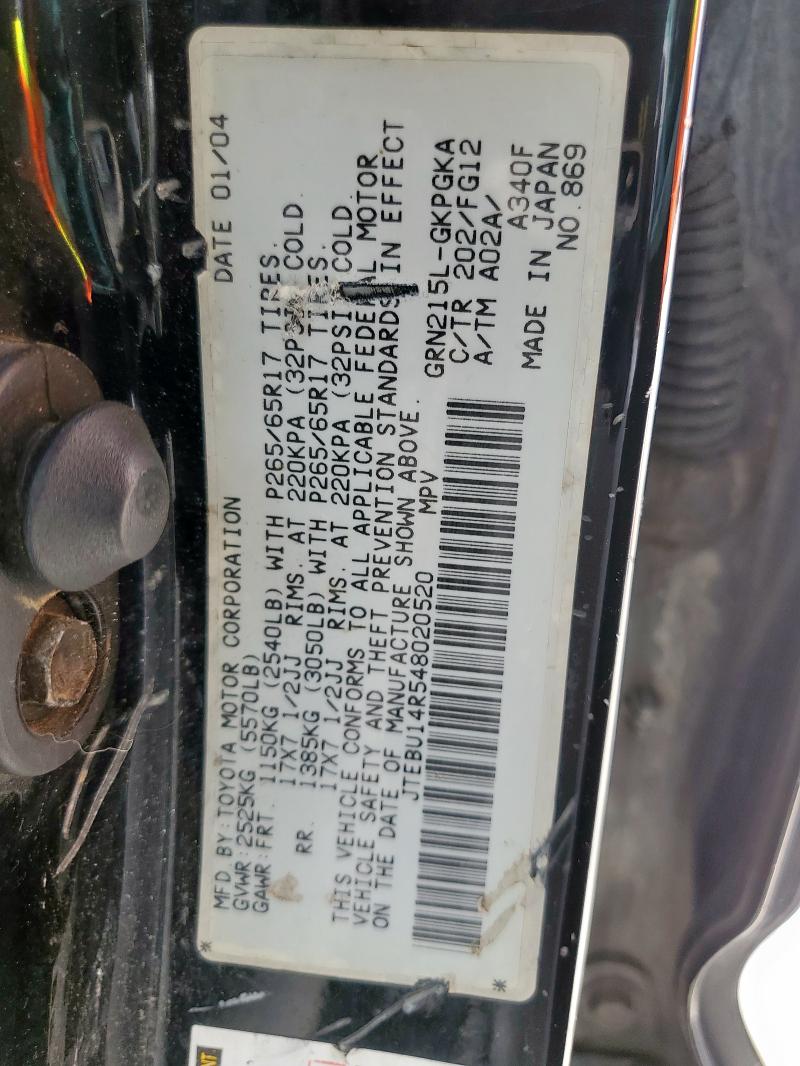 MFD BY:TOYOTA MOTOR CORPORATION DATE 01/04
GVWR:2525KG (5570LB)
GAWR:FRT. 1150KG (2540LB) WITH P265/65R17 TIRES.
17X7 1/2JJ RIMS. AT 220KPA (32PSI COLD.
RR. 1385KG (3050LB) WITH P265/65R17 TIRES.
17X7 1/2JJ RIMS. AT 220KPA (32PSI COLD.
THIS VEHICLE CONFORMS TO ALL APPLICABLE FEDERAL MOTOR
VEHICLE SAFETY AND THEFT PREVENTION STANDARDS IN EFFECT
ON THE DATE OF MANUFACTURE SHOWN ABOVE.
JTEBU14R548020520 MPV
GRN215L-GKPGKA
C/TR 202/FG12
A/TM A02A/
A340F
MADE IN JAPAN
NO.869